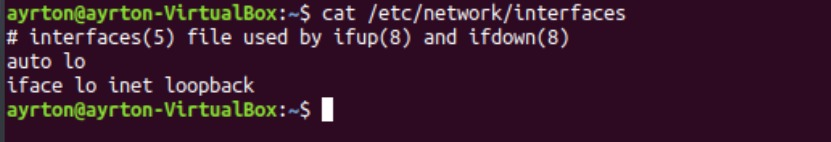 ayrton@ayrton-VirtualBox:~$ cat /etc/network/interfaces
# interfaces(5) file used by ifup(8) and ifdown(8)
auto lo
iface lo inet loopback
ayrton@ayrton-VirtualBox:~$